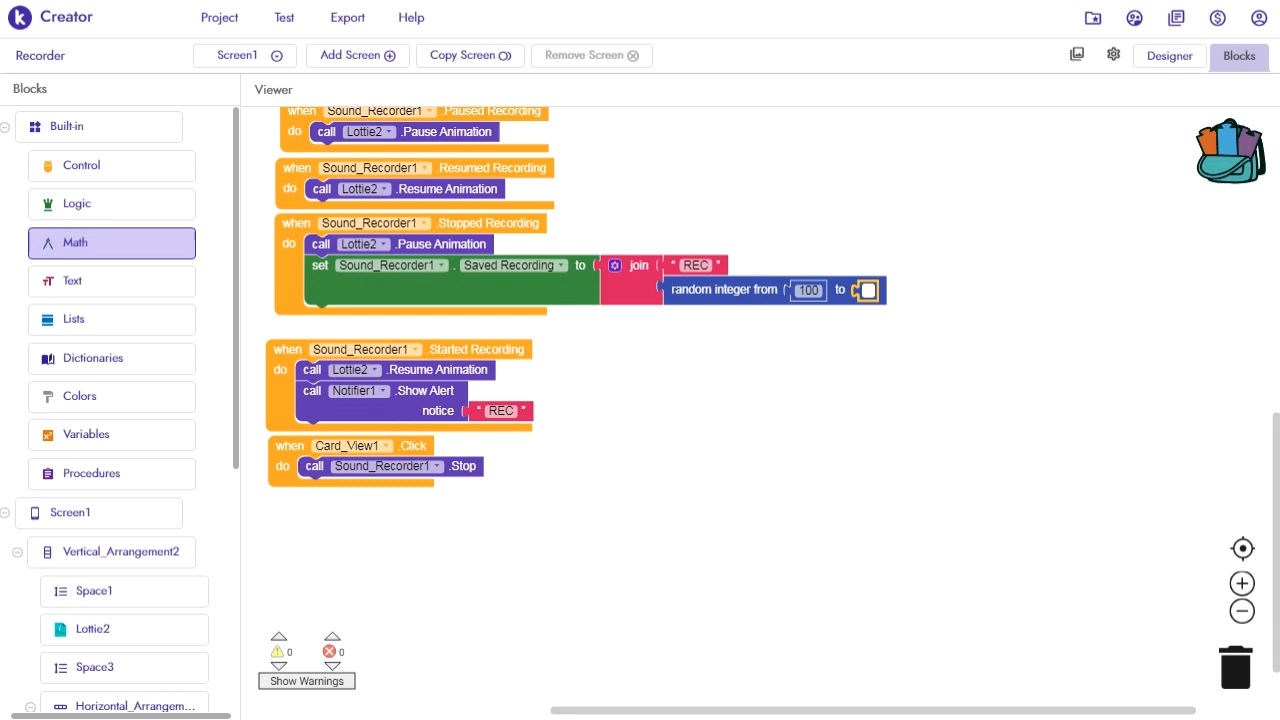 Creator Project Test Export Help
Recorder Screen1 Add Screen Copy Screen Remove Screen Designer Blocks
Blocks Viewer
Built-in
Control
Logic
Math
Text
Lists
Dictionaries
Colors
Variables
Procedures
Screen1
Vertical_Arrangement2
Space1
Lottie2
Space3
Horizontal_Arrangem...
when Sound_Recorder1 .Paused Recording
do call Lottie2 .Pause Animation
when Sound_Recorder1 .Resumed Recording
do call Lottie2 .Resume Animation
when Sound_Recorder1 .Stopped Recording
do call Lottie2 .Pause Animation
set Sound_Recorder1 . Saved Recording to join “ REC ”
random integer from 100 to
when Sound_Recorder1 .Started Recording
do call Lottie2 .Resume Animation
call Notifier1 .Show Alert
notice “ REC ”
when Card_View1 .Click
do call Sound_Recorder1 .Stop
0 0
Show Warnings